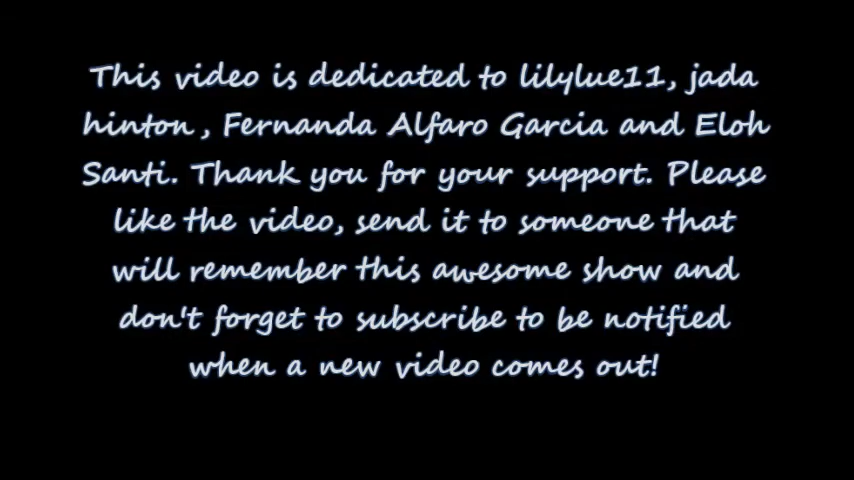 This video is dedicated to lilylue11, jada
hinton , Fernanda Alfaro Garcia and Eloh
Santi. Thank you for your support. Please
like the video, send it to someone that
will remember this awesome show and
don't forget to subscribe to be notified
when a new video comes out!